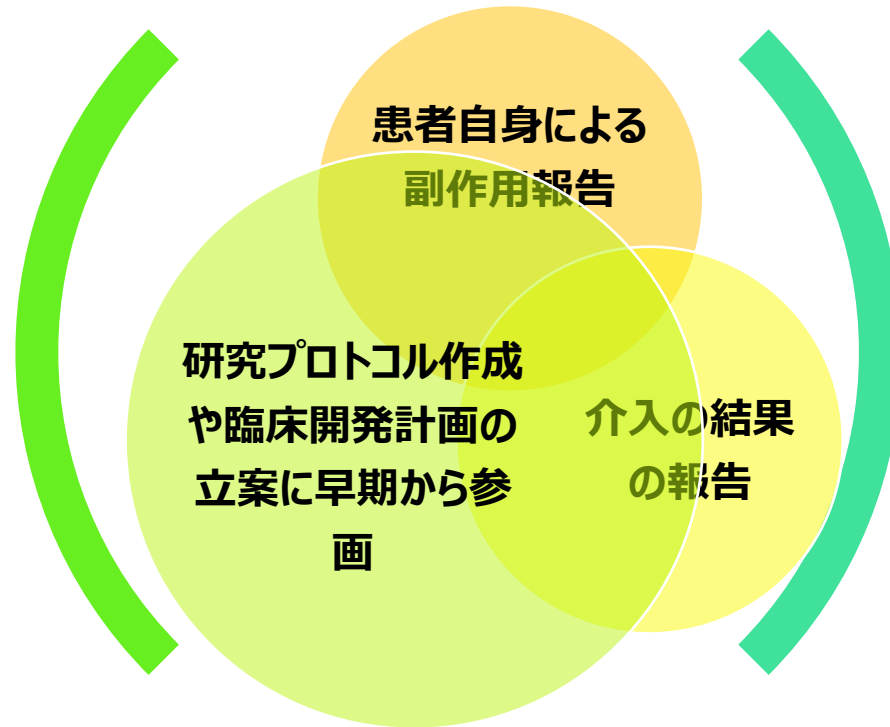 患者自身による
副作用報告
研究プロトコル作成
や臨床開発計画の
立案に早期から参
画
介入の結果
の報告